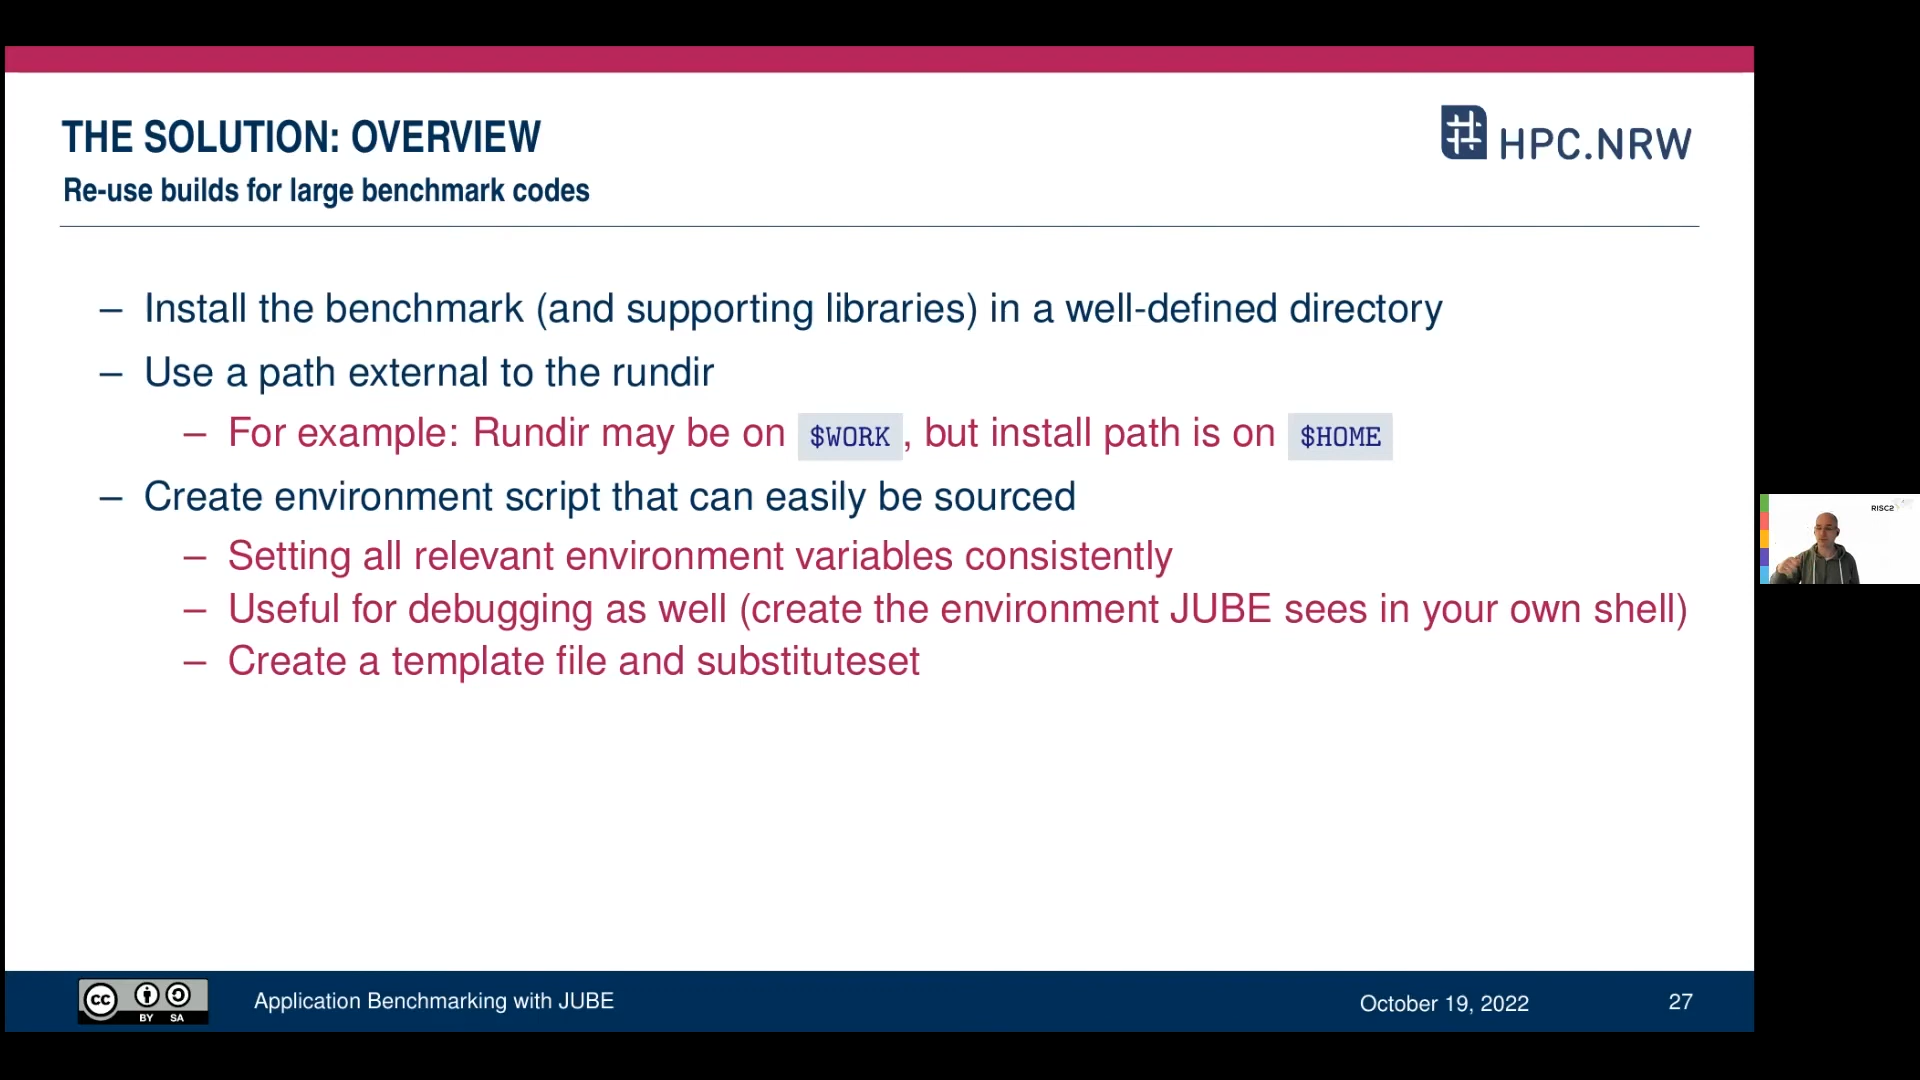 THE SOLUTION: OVERVIEW
Re-use builds for large benchmark codes
HPC.NRW
– Install the benchmark (and supporting libraries) in a well-defined directory
– Use a path external to the rundir
– For example: Rundir may be on $WORK, but install path is on $HOME
– Create environment script that can easily be sourced
– Setting all relevant environment variables consistently
– Useful for debugging as well (create the environment JUBE sees in your own shell)
– Create a template file and substituteset
RISC2
cc
BY SA
Application Benchmarking with JUBE
October 19, 2022
27